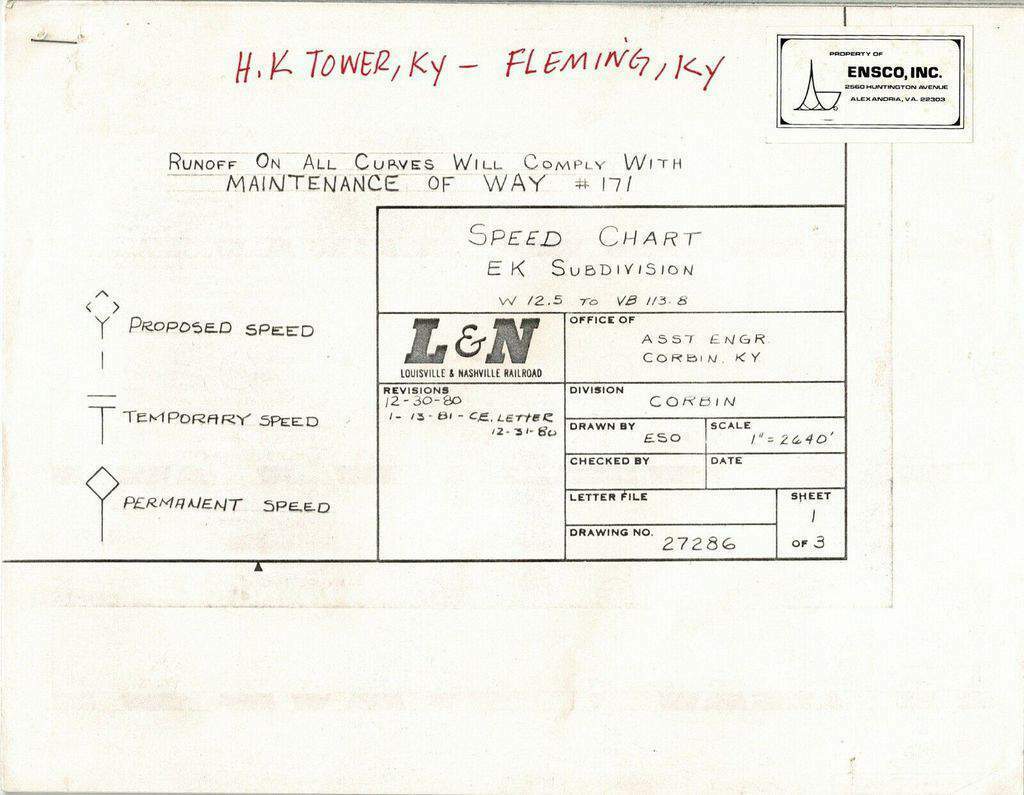 H.K TOWER, KY – FLEMING, KY
PROPERTY OF
ENSCO, INC.
2560 HUNTINGTON AVENUE
ALEXANDRIA, VA. 22303
RUNOFF ON ALL CURVES WILL COMPLY WITH
MAINTENANCE OF WAY # 171
SPEED CHART
EK SUBDIVISION
W 12.5 TO VB 113.8
PROPOSED SPEED
TEMPORARY SPEED
PERMANENT SPEED
L&N
LOUISVILLE & NASHVILLE RAILROAD
OFFICE OF
ASST ENGR.
CORBIN. KY
REVISIONS
12-30-80
1-13-81-CE. LETTER
12-31-80
DIVISION
CORBIN
DRAWN BY
ESO
SCALE
1" = 2640'
CHECKED BY
DATE
LETTER FILE
SHEET
1
OF 3
DRAWING NO.
27286